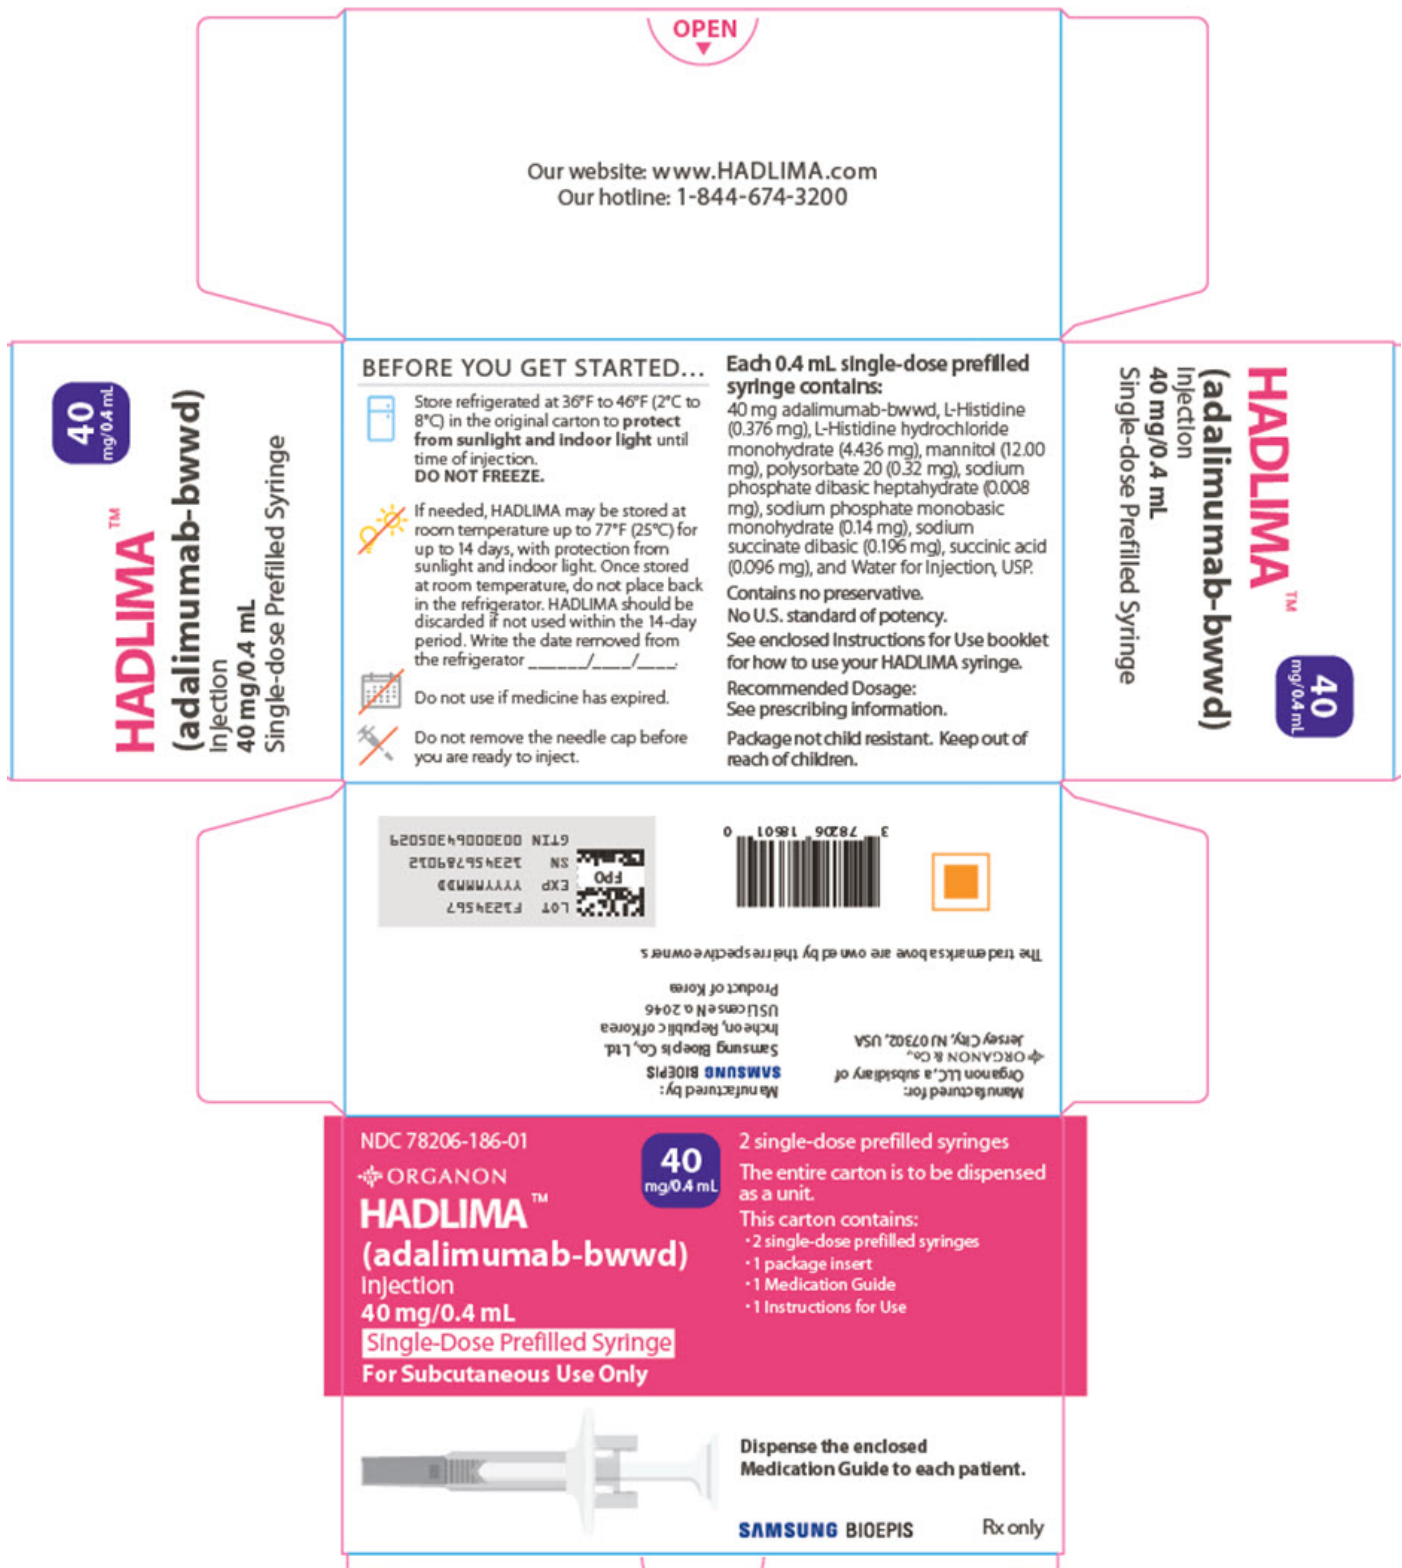 OPEN
Our website: www.HADLIMA.com
Our hotline: 1-844-674-3200
40
mg/0.4 mL
HADLIMA™
(adalimumab-bwwd)
Injection
40 mg/0.4 mL
Single-dose Prefilled Syringe
BEFORE YOU GET STARTED...
Store refrigerated at 36°F to 46°F (2°C to
8°C) in the original carton to protect
from sunlight and indoor light until
time of injection.
DO NOT FREEZE.
If needed, HADLIMA may be stored at
room temperature up to 77°F (25°C) for
up to 14 days, with protection from
sunlight and indoor light. Once stored
at room temperature, do not place back
in the refrigerator. HADLIMA should be
discarded if not used within the 14-day
period. Write the date removed from
the refrigerator ______/____/____.
Do not use if medicine has expired.
Do not remove the needle cap before
you are ready to inject.
Each 0.4 mL single-dose prefilled
syringe contains:
40 mg adalimumab-bwwd, L-Histidine
(0.376 mg), L-Histidine hydrochloride
monohydrate (4.436 mg), mannitol (12.00
mg), polysorbate 20 (0.32 mg), sodium
phosphate dibasic heptahydrate (0.008
mg), sodium phosphate monobasic
monohydrate (0.14 mg), sodium
succinate dibasic (0.196 mg), succinic acid
(0.096 mg), and Water for Injection, USP.
Contains no preservative.
No U.S. standard of potency.
See enclosed Instructions for Use booklet
for how to use your HADLIMA syringe.
Recommended Dosage:
See prescribing information.
Package not child resistant. Keep out of
reach of children.
HADLIMA™
(adalimumab-bwwd)
Injection
40 mg/0.4 mL
Single-dose Prefilled Syringe
40
mg/0.4 mL
Manufactured for:
Organon LLC, a subsidiary of
ORGANON & Co.,
Jersey City, NJ 07302, USA
Manufactured by:
SAMSUNG BIOEPIS
Samsung Bioepis Co., Ltd.
Incheon, Republic of Korea
US License No. 2046
Product of Korea
The trademarks above are owned by their respective owners.
3 78206 18601 0
FPO
LOT F1234567
EXP YYYYMMDD
SN 123456789012
GTIN 003000064305029
NDC 78206-186-01
ORGANON
HADLIMA™
(adalimumab-bwwd)
Injection
40 mg/0.4 mL
Single-Dose Prefilled Syringe
For Subcutaneous Use Only
40
mg/0.4 mL
2 single-dose prefilled syringes
The entire carton is to be dispensed
as a unit.
This carton contains:
• 2 single-dose prefilled syringes
• 1 package insert
• 1 Medication Guide
• 1 Instructions for Use
Dispense the enclosed
Medication Guide to each patient.
SAMSUNG BIOEPIS
Rx only